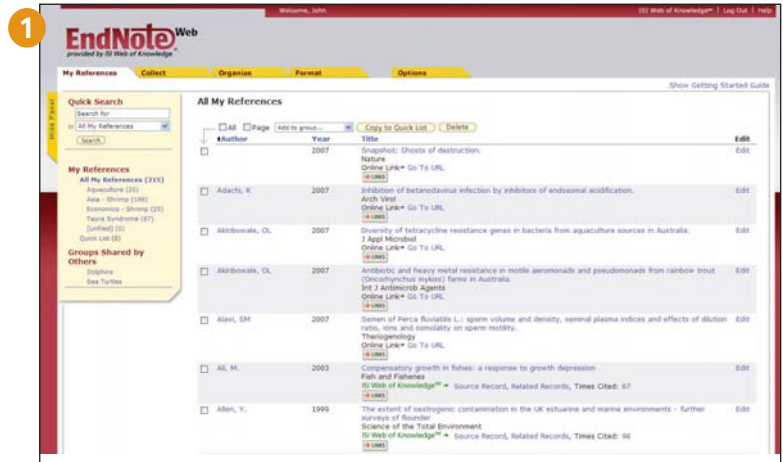 1
Welcome, John
ISI Web of Knowledge℠ | Log Out | Help
EndNote Web
provided by ISI Web of Knowledge
My References Collect Organize Format Options
Show Getting Started Guide
Hide Panel
Quick Search
Search for
in All My References
Search
My References
All My References (215)
Aquaculture (25)
Asia - Shrimp (198)
Economics - Shrimp (25)
Taura Syndrome (67)
[Unfiled] (1)
Quick List (0)
Groups Shared by
Others
Dolphins
Sea Turtles
All My References
All Page Add to group... Copy to Quick List Delete
Author Year Title Edit
2007 Snapshot: Ghosts of destruction. Edit
Nature
Online Link➔ Go To URL
➔ LINKS
Adachi, K 2007 Inhibition of betanodavirus infection by inhibitors of endosomal acidification. Edit
Arch Virol
Online Link➔ Go To URL
➔ LINKS
Akinbowale, OL 2007 Diversity of tetracycline resistance genes in bacteria from aquaculture sources in Australia. Edit
J Appl Microbiol
Online Link➔ Go To URL
➔ LINKS
Akinbowale, OL 2007 Antibiotic and heavy metal resistance in motile aeromonads and pseudomonads from rainbow trout Edit
(Oncorhynchus mykiss) farms in Australia.
Int J Antimicrob Agents
Online Link➔ Go To URL
➔ LINKS
Alavi, SM 2007 Semen of Perca fluviatilis L.: sperm volume and density, seminal plasma indices and effects of dilution Edit
ratio, ions and osmolality on sperm motility.
Theriogenology
Online Link➔ Go To URL
➔ LINKS
Ali, M. 2003 Compensatory growth in fishes: a response to growth depression Edit
Fish and Fisheries
ISI Web of Knowledge℠ ➔ Source Record, Related Records, Times Cited: 67
➔ LINKS
Allen, Y. 1999 The extent of oestrogenic contamination in the UK estuarine and marine environments - further Edit
surveys of flounder
Science of the Total Environment
ISI Web of Knowledge℠ ➔ Source Record, Related Records, Times Cited: 98
➔ LINKS